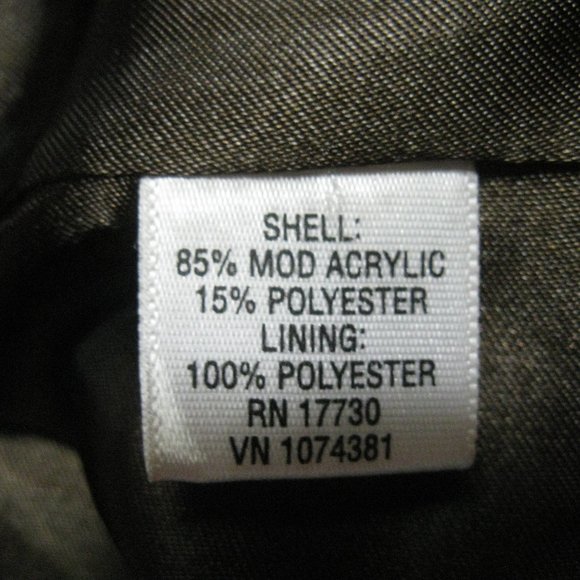 SHELL:
85% MOD ACRYLIC
15% POLYESTER
LINING:
100% POLYESTER
RN 17730
VN 1074381